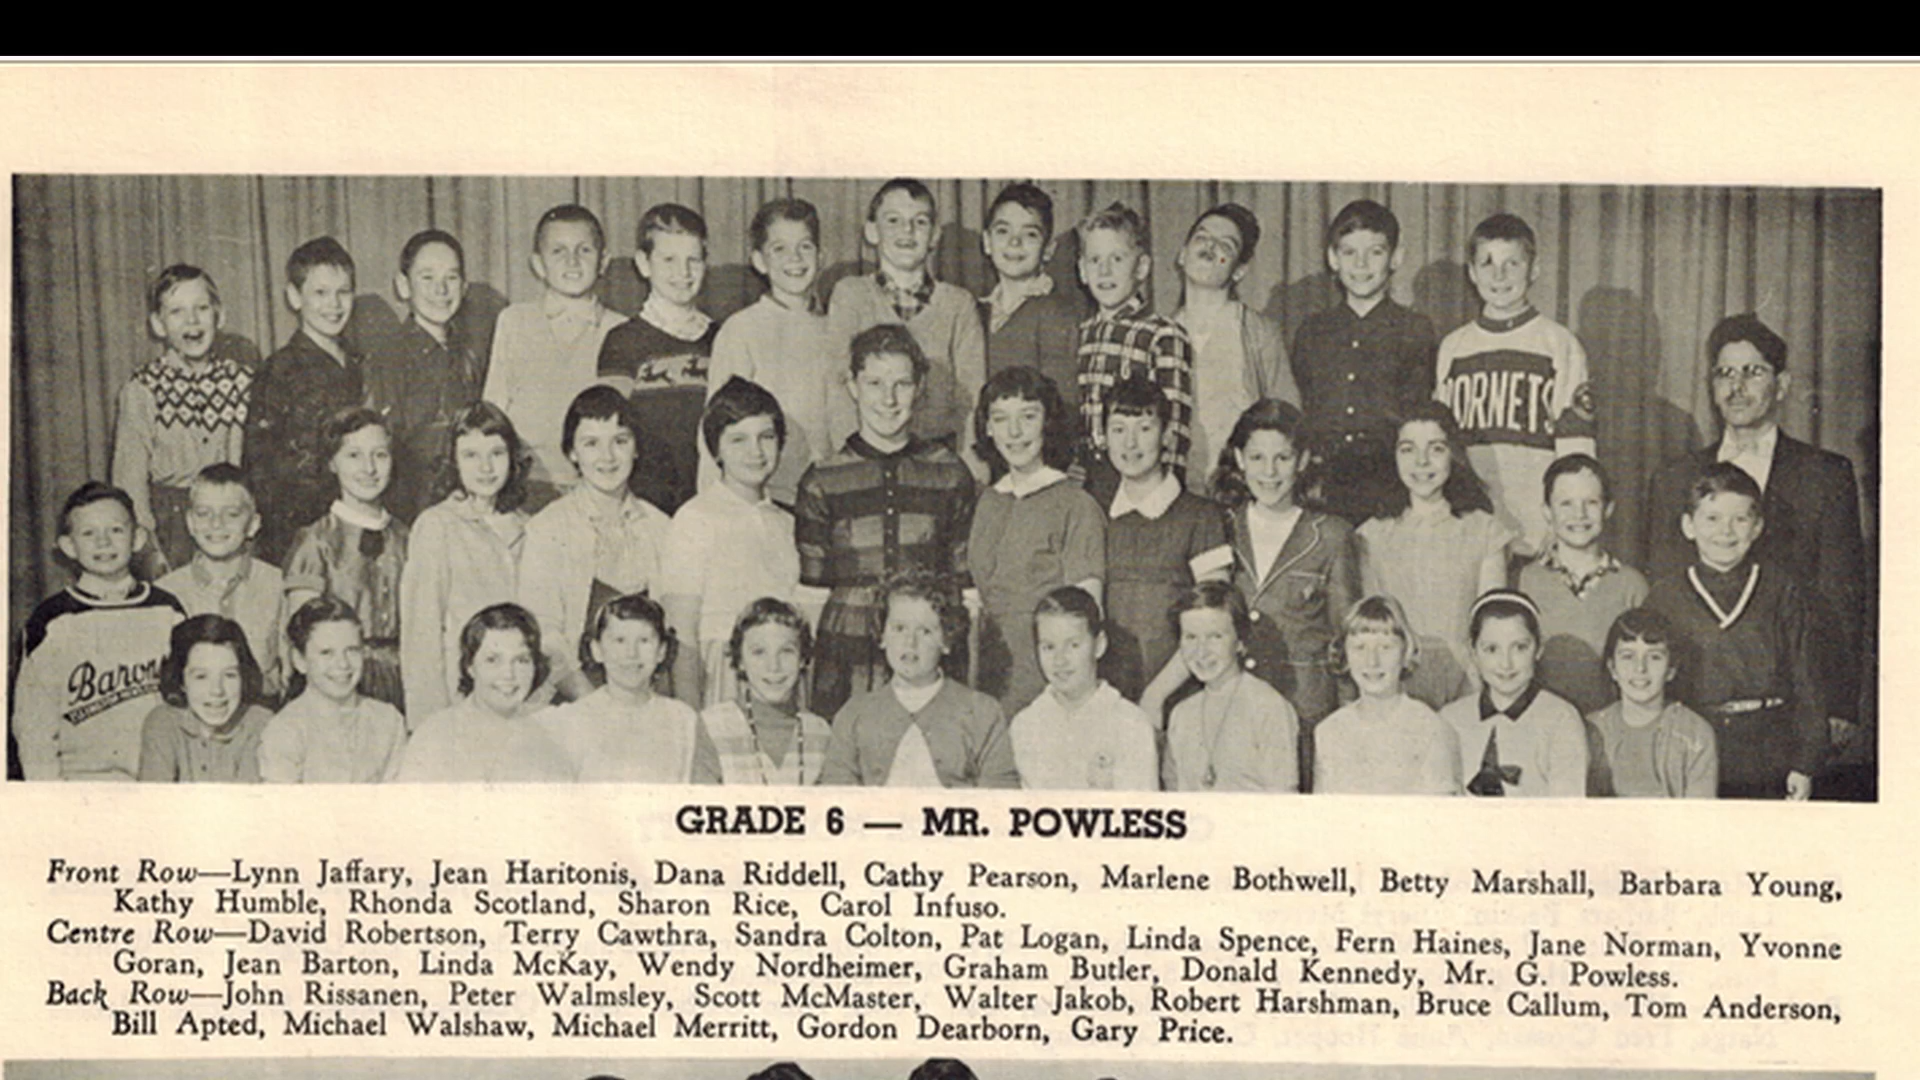 Barons
HORNETS
GRADE 6 — MR. POWLESS
Front Row—Lynn Jaffary, Jean Haritonis, Dana Riddell, Cathy Pearson, Marlene Bothwell, Betty Marshall, Barbara Young,
Kathy Humble, Rhonda Scotland, Sharon Rice, Carol Infuso.
Centre Row—David Robertson, Terry Cawthra, Sandra Colton, Pat Logan, Linda Spence, Fern Haines, Jane Norman, Yvonne
Goran, Jean Barton, Linda McKay, Wendy Nordheimer, Graham Butler, Donald Kennedy, Mr. G. Powless.
Back Row—John Rissanen, Peter Walmsley, Scott McMaster, Walter Jakob, Robert Harshman, Bruce Callum, Tom Anderson,
Bill Apted, Michael Walshaw, Michael Merritt, Gordon Dearborn, Gary Price.